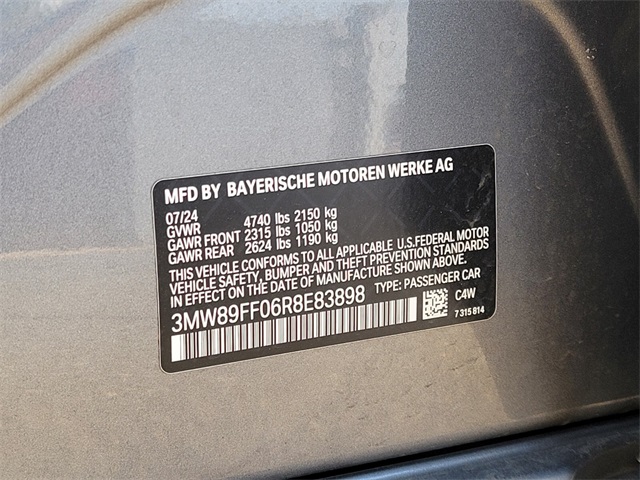 MFD BY BAYERISCHE MOTOREN WERKE AG
07/24
GVWR 4740 lbs 2150 kg
GAWR FRONT 2315 lbs 1050 kg
GAWR REAR 2624 lbs 1190 kg
THIS VEHICLE CONFORMS TO ALL APPLICABLE U.S. FEDERAL MOTOR
VEHICLE SAFETY, BUMPER AND THEFT PREVENTION STANDARDS
IN EFFECT ON THE DATE OF MANUFACTURE SHOWN ABOVE.
3MW89FF06R8E83898 TYPE: PASSENGER CAR
C4W
7 315 814